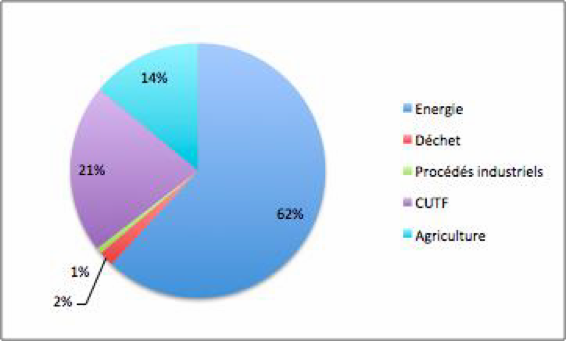 14%
62%
21%
1%
2%
Energie
Déchet
Procédés industriels
CUTF
Agriculture